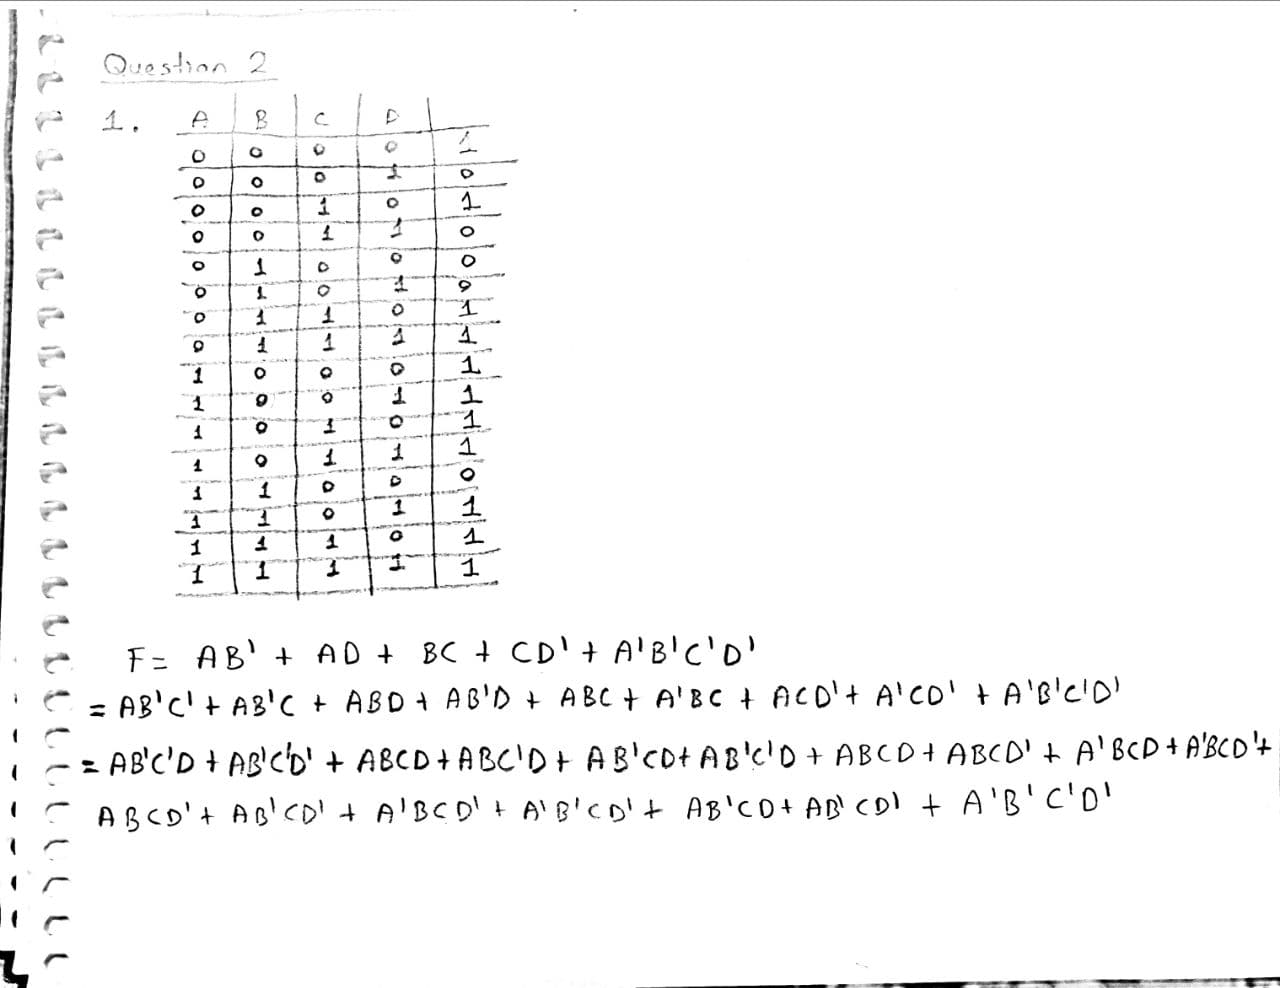 Question 2
1. A B C D
0 0 0 0 1
0 0 0 1 0
0 0 1 0 1
0 0 1 1 0
0 1 0 0 0
0 1 0 1 0
0 1 1 0 1
0 1 1 1 1
1 0 0 0 1
1 0 0 1 1
1 0 1 0 1
1 0 1 1 1
1 1 0 0 0
1 1 0 1 1
1 1 1 0 1
1 1 1 1 1
F = AB' + AD + BC + CD' + A'B'C'D'
= AB'C' + AB'C + ABD + AB'D + ABC + A'BC + ACD' + A'CD' + A'B'C'D'
= AB'C'D + AB'C'D' + ABCD + ABC'D + AB'CD + AB'C'D + ABCD + ABCD' + A'BCD + A'BCD' +
ABCD' + AB'CD' + A'BCD' + A'B'CD' + AB'CD + AB'CD' + A'B'C'D'